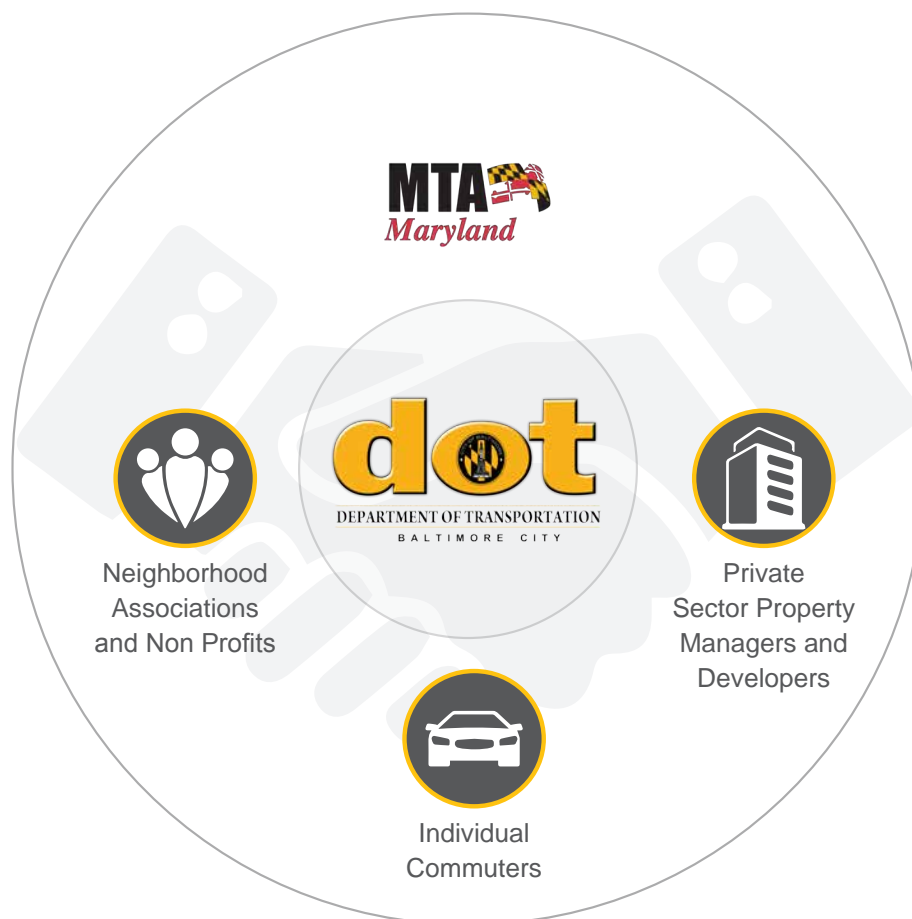 MTA
Maryland
dot
DEPARTMENT OF TRANSPORTATION
BALTIMORE CITY
Neighborhood
Associations
and Non Profits
Private
Sector Property
Managers and
Developers
Individual
Commuters